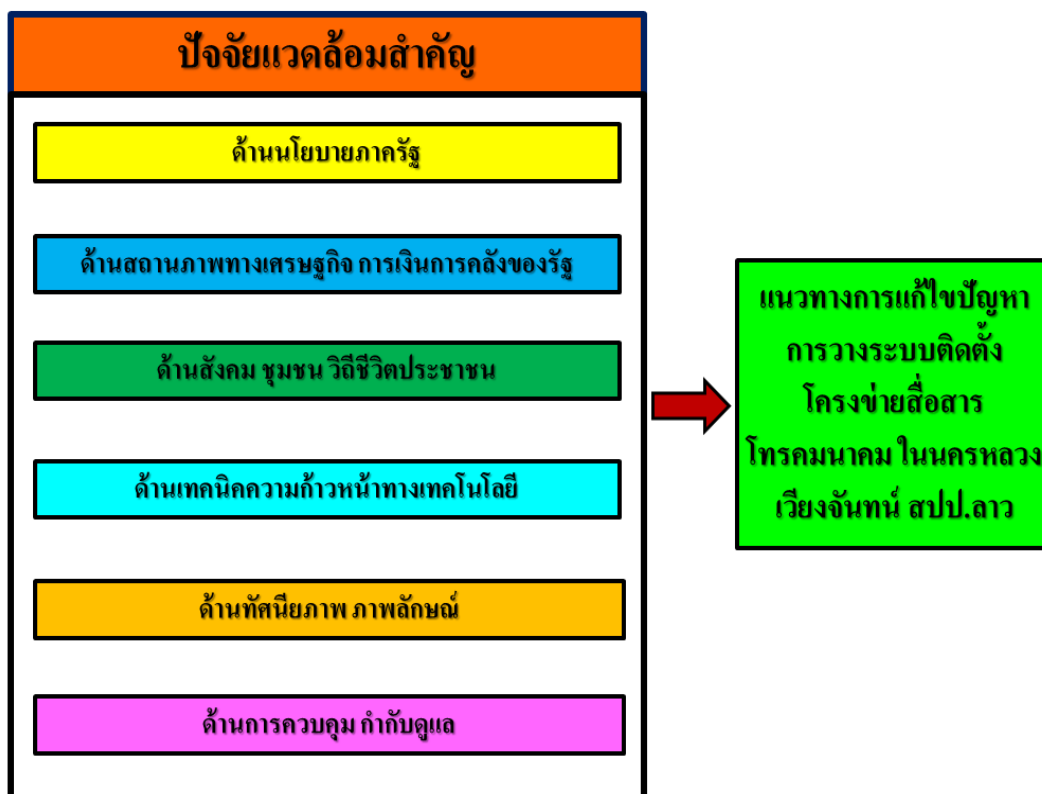 ปัจจัยแวดล้อมสำคัญ
ด้านนโยบายภาครัฐ
ด้านสถานภาพทางเศรษฐกิจ การเงินการคลังของรัฐ
ด้านสังคม ชุมชน วิถีชีวิตประชาชน
ด้านเทคนิคความก้าวหน้าทางเทคโนโลยี
ด้านทัศนียภาพ ภาพลักษณ์
ด้านการควบคุม กำกับดูแล
แนวทางการแก้ไขปัญหา
การวางระบบติดตั้ง
โครงข่ายสื่อสาร
โทรคมนาคม ในนครหลวง
เวียงจันทน์ สปป.ลาว